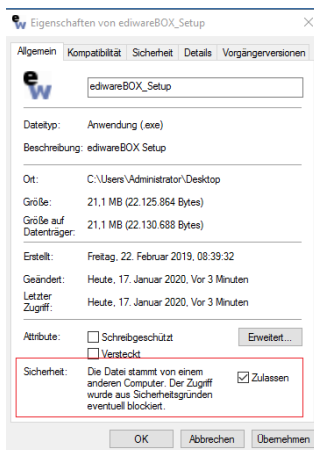 Eigenschaften von ediwareBOX_Setup
Allgemein Kompatibilität Sicherheit Details Vorgängerversionen
ew
ediwareBOX_Setup
Dateityp: Anwendung (.exe)
Beschreibung: ediwareBOX Setup
Ort: C:\Users\Administrator\Desktop
Größe: 21,1 MB (22.125.864 Bytes)
Größe auf Datenträger: 21,1 MB (22.130.688 Bytes)
Erstellt: Freitag, 22. Februar 2019, 08:39:32
Geändert: Heute, 17. Januar 2020, Vor 3 Minuten
Letzter Zugriff: Heute, 17. Januar 2020, Vor 3 Minuten
Attribute: Schreibgeschützt Erweitert...
Versteckt
Sicherheit: Die Datei stammt von einem
anderen Computer. Der Zugriff
wurde aus Sicherheitsgründen
eventuell blockiert.
Zulassen
OK Abbrechen Übernehmen